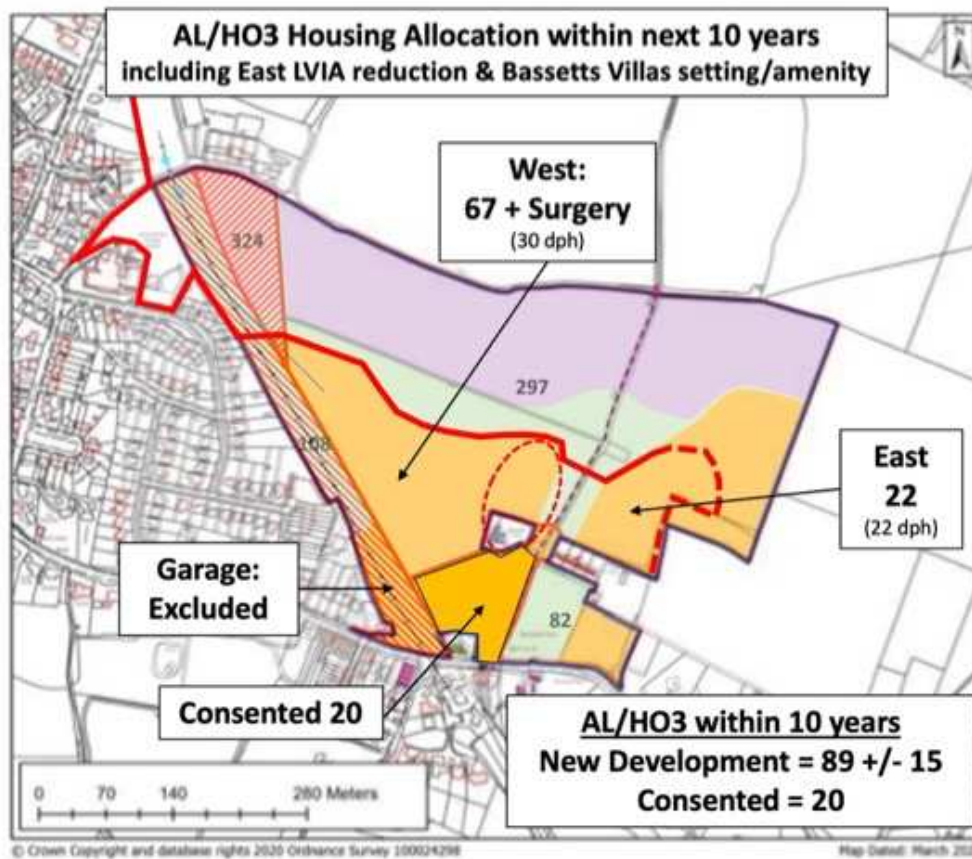 AL/HO3 Housing Allocation within next 10 years
including East LVIA reduction & Bassetts Villas setting/amenity
N
West:
67 + Surgery
(30 dph)
324
297
East
22
(22 dph)
Garage:
Excluded
82
Consented 20
AL/HO3 within 10 years
New Development = 89 +/- 15
Consented = 20
0 70 140 280 Meters
© Crown Copyright and database rights 2020 Ordnance Survey 100024298
Map Dated: March